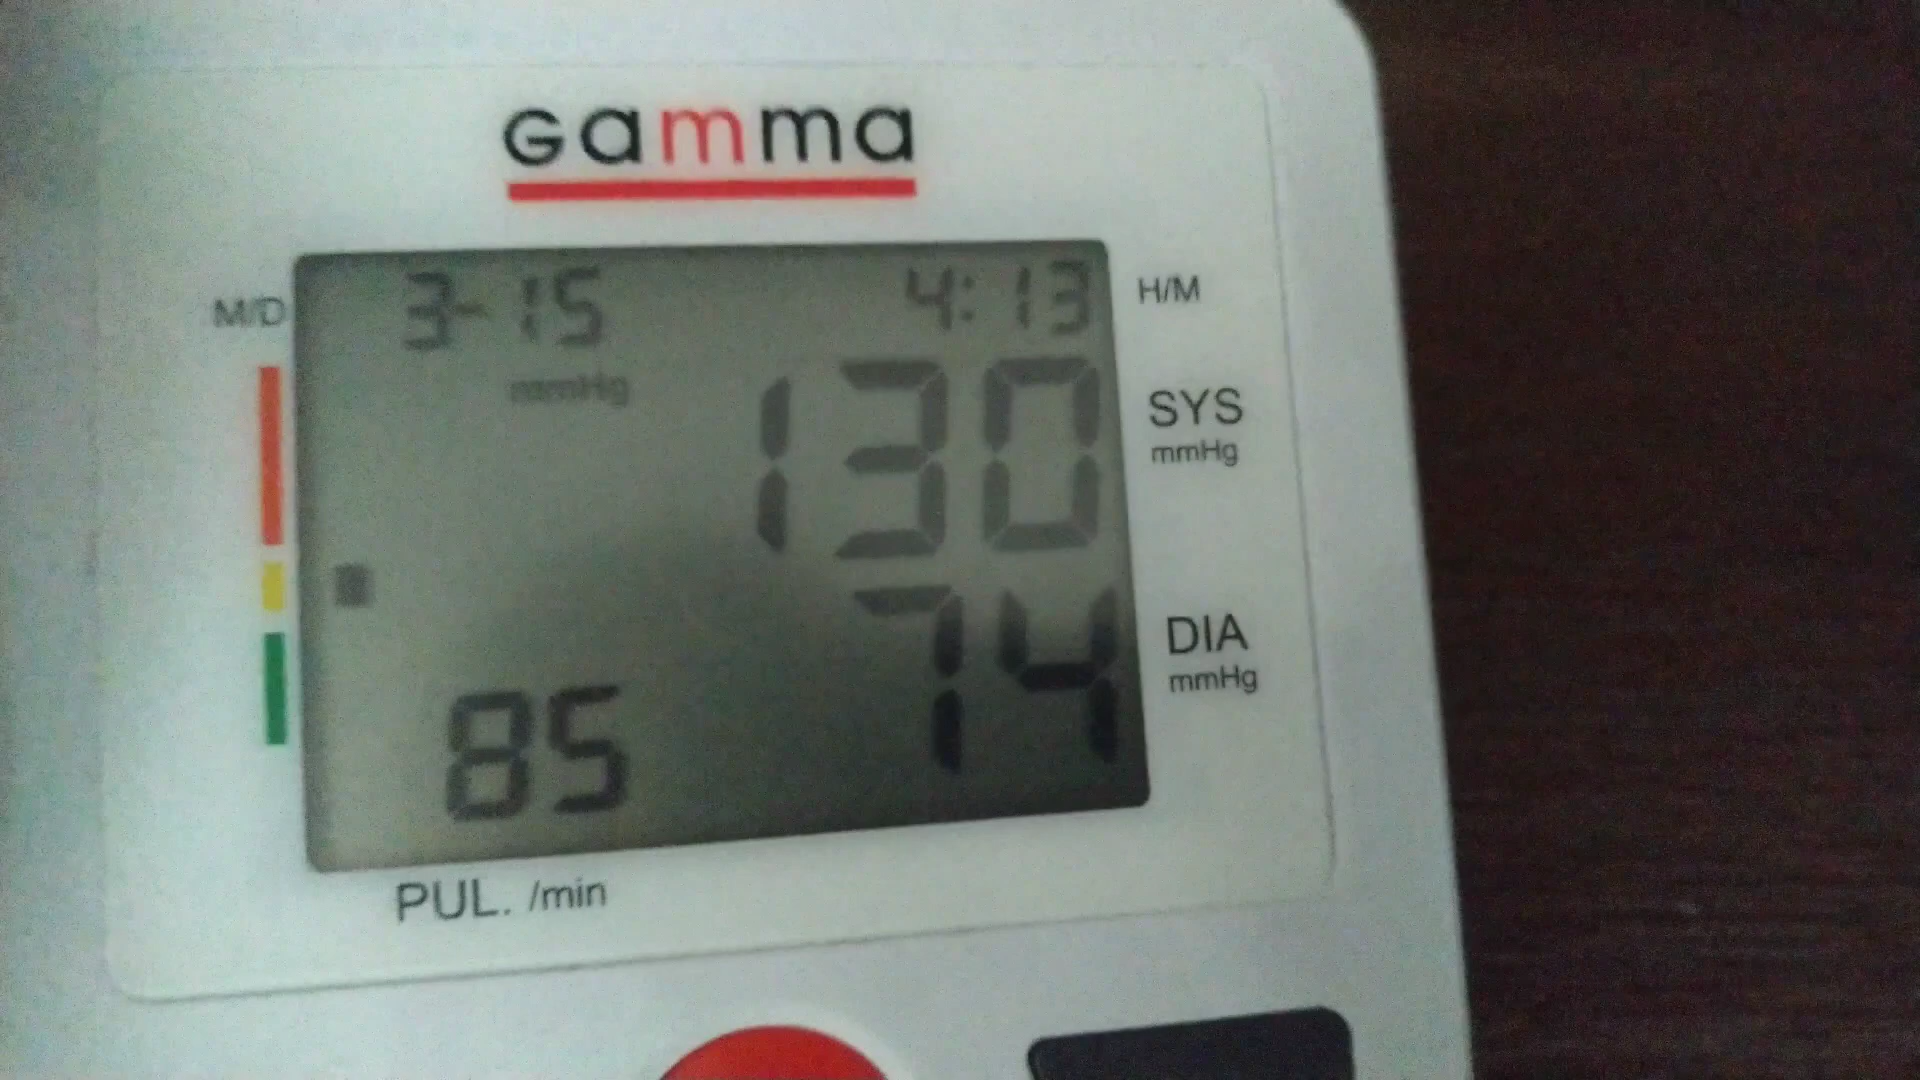 Gamma
M/D 3-15 4:13 H/M
mmHg
130 SYS
mmHg
74 DIA
mmHg
85
PUL. /min